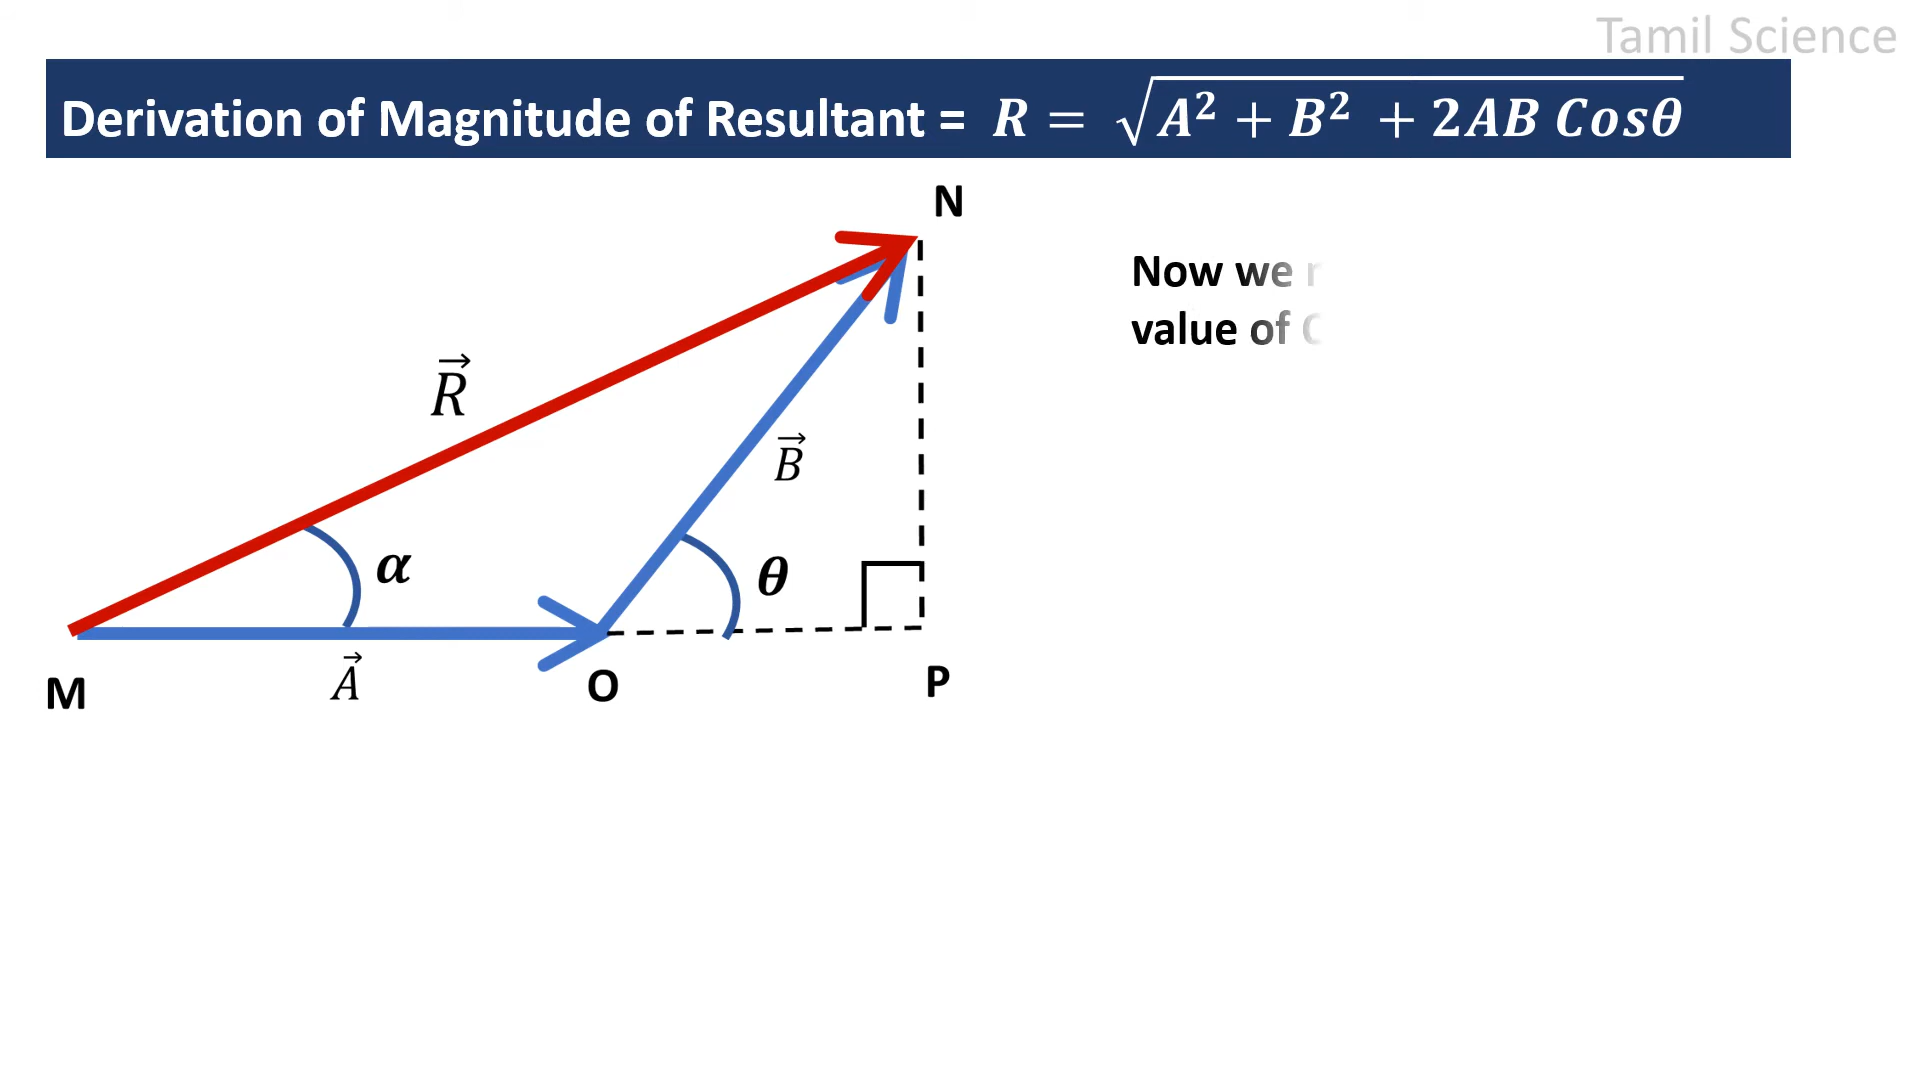 Tamil Science
Derivation of Magnitude of Resultant = R = √A² + B² + 2AB Cosθ
N
Now we
value of
R⃗
B⃗
α
θ
A⃗
M
O
P